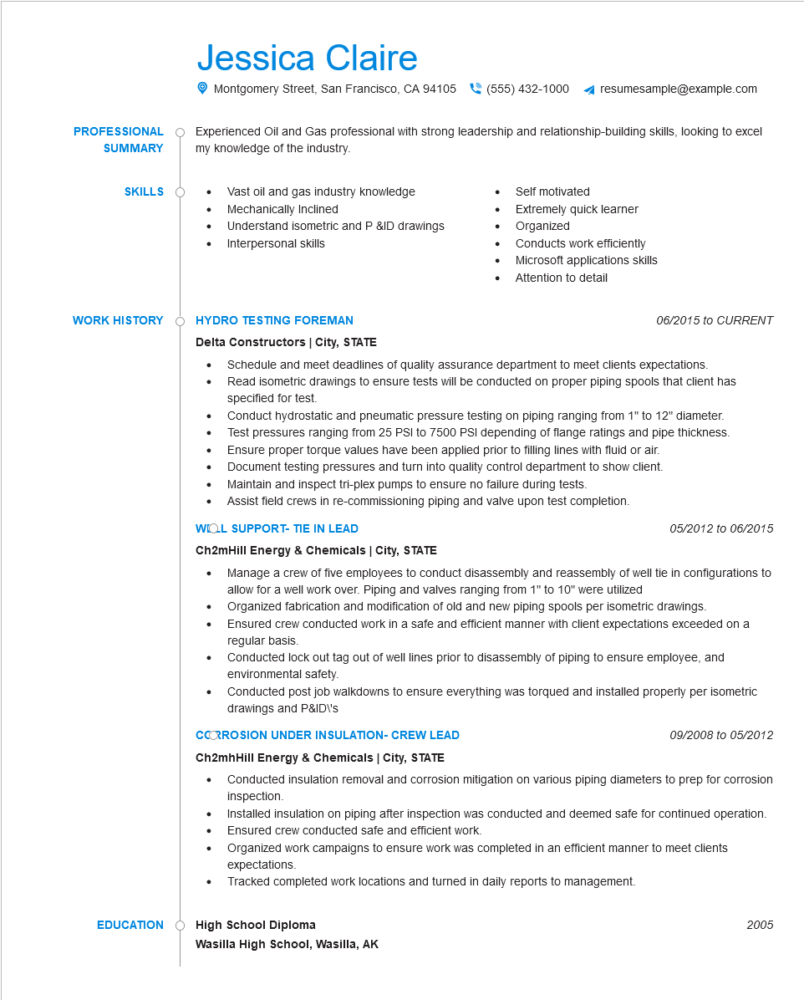 Jessica Claire
Montgomery Street, San Francisco, CA 94105 (555) 432-1000 resumesample@example.com
PROFESSIONAL SUMMARY
Experienced Oil and Gas professional with strong leadership and relationship-building skills, looking to excel
my knowledge of the industry.
SKILLS
• Vast oil and gas industry knowledge
• Mechanically Inclined
• Understand isometric and P &ID drawings
• Interpersonal skills
• Self motivated
• Extremely quick learner
• Organized
• Conducts work efficiently
• Microsoft applications skills
• Attention to detail
WORK HISTORY
HYDRO TESTING FOREMAN 06/2015 to CURRENT
Delta Constructors | City, STATE
• Schedule and meet deadlines of quality assurance department to meet clients expectations.
• Read isometric drawings to ensure tests will be conducted on proper piping spools that client has
specified for test.
• Conduct hydrostatic and pneumatic pressure testing on piping ranging from 1" to 12" diameter.
• Test pressures ranging from 25 PSI to 7500 PSI depending of flange ratings and pipe thickness.
• Ensure proper torque values have been applied prior to filling lines with fluid or air.
• Document testing pressures and turn into quality control department to show client.
• Maintain and inspect tri-plex pumps to ensure no failure during tests.
• Assist field crews in re-commissioning piping and valve upon test completion.
WELL SUPPORT- TIE IN LEAD 05/2012 to 06/2015
Ch2mHill Energy & Chemicals | City, STATE
• Manage a crew of five employees to conduct disassembly and reassembly of well tie in configurations to
allow for a well work over. Piping and valves ranging from 1" to 10" were utilized
• Organized fabrication and modification of old and new piping spools per isometric drawings.
• Ensured crew conducted work in a safe and efficient manner with client expectations exceeded on a
regular basis.
• Conducted lock out tag out of well lines prior to disassembly of piping to ensure employee, and
environmental safety.
• Conducted post job walkdowns to ensure everything was torqued and installed properly per isometric
drawings and P&ID\'s
CORROSION UNDER INSULATION- CREW LEAD 09/2008 to 05/2012
Ch2mhHill Energy & Chemicals | City, STATE
• Conducted insulation removal and corrosion mitigation on various piping diameters to prep for corrosion
inspection.
• Installed insulation on piping after inspection was conducted and deemed safe for continued operation.
• Ensured crew conducted safe and efficient work.
• Organized work campaigns to ensure work was completed in an efficient manner to meet clients
expectations.
• Tracked completed work locations and turned in daily reports to management.
EDUCATION
High School Diploma 2005
Wasilla High School, Wasilla, AK